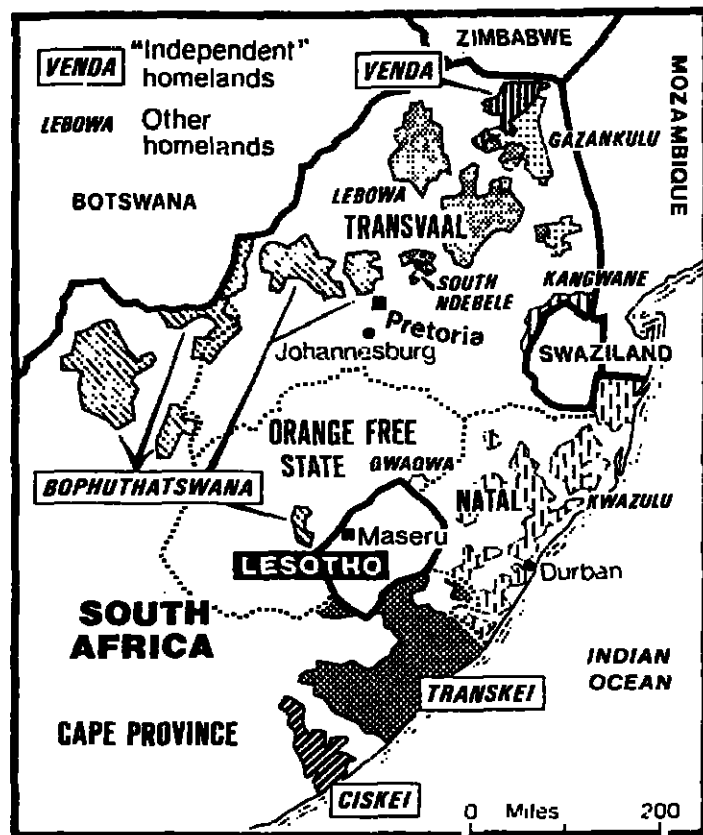 ZIMBABWE
VENDA
"Independent"
homelands
VENDA
MOZAMBIQUE
LEBOWA
Other
homelands
GAZANKULU
BOTSWANA
LEBOWA
TRANSVAAL
SOUTH
NDEBELE
KANGWANE
Pretoria
Johannesburg
SWAZILAND
ORANGE FREE
STATE
QWAQWA
BOPHUTHATSWANA
NATAL
KWAZULU
Maseru
LESOTHO
Durban
SOUTH
AFRICA
INDIAN
OCEAN
TRANSKEI
CAPE PROVINCE
CISKEI
0 Miles 200